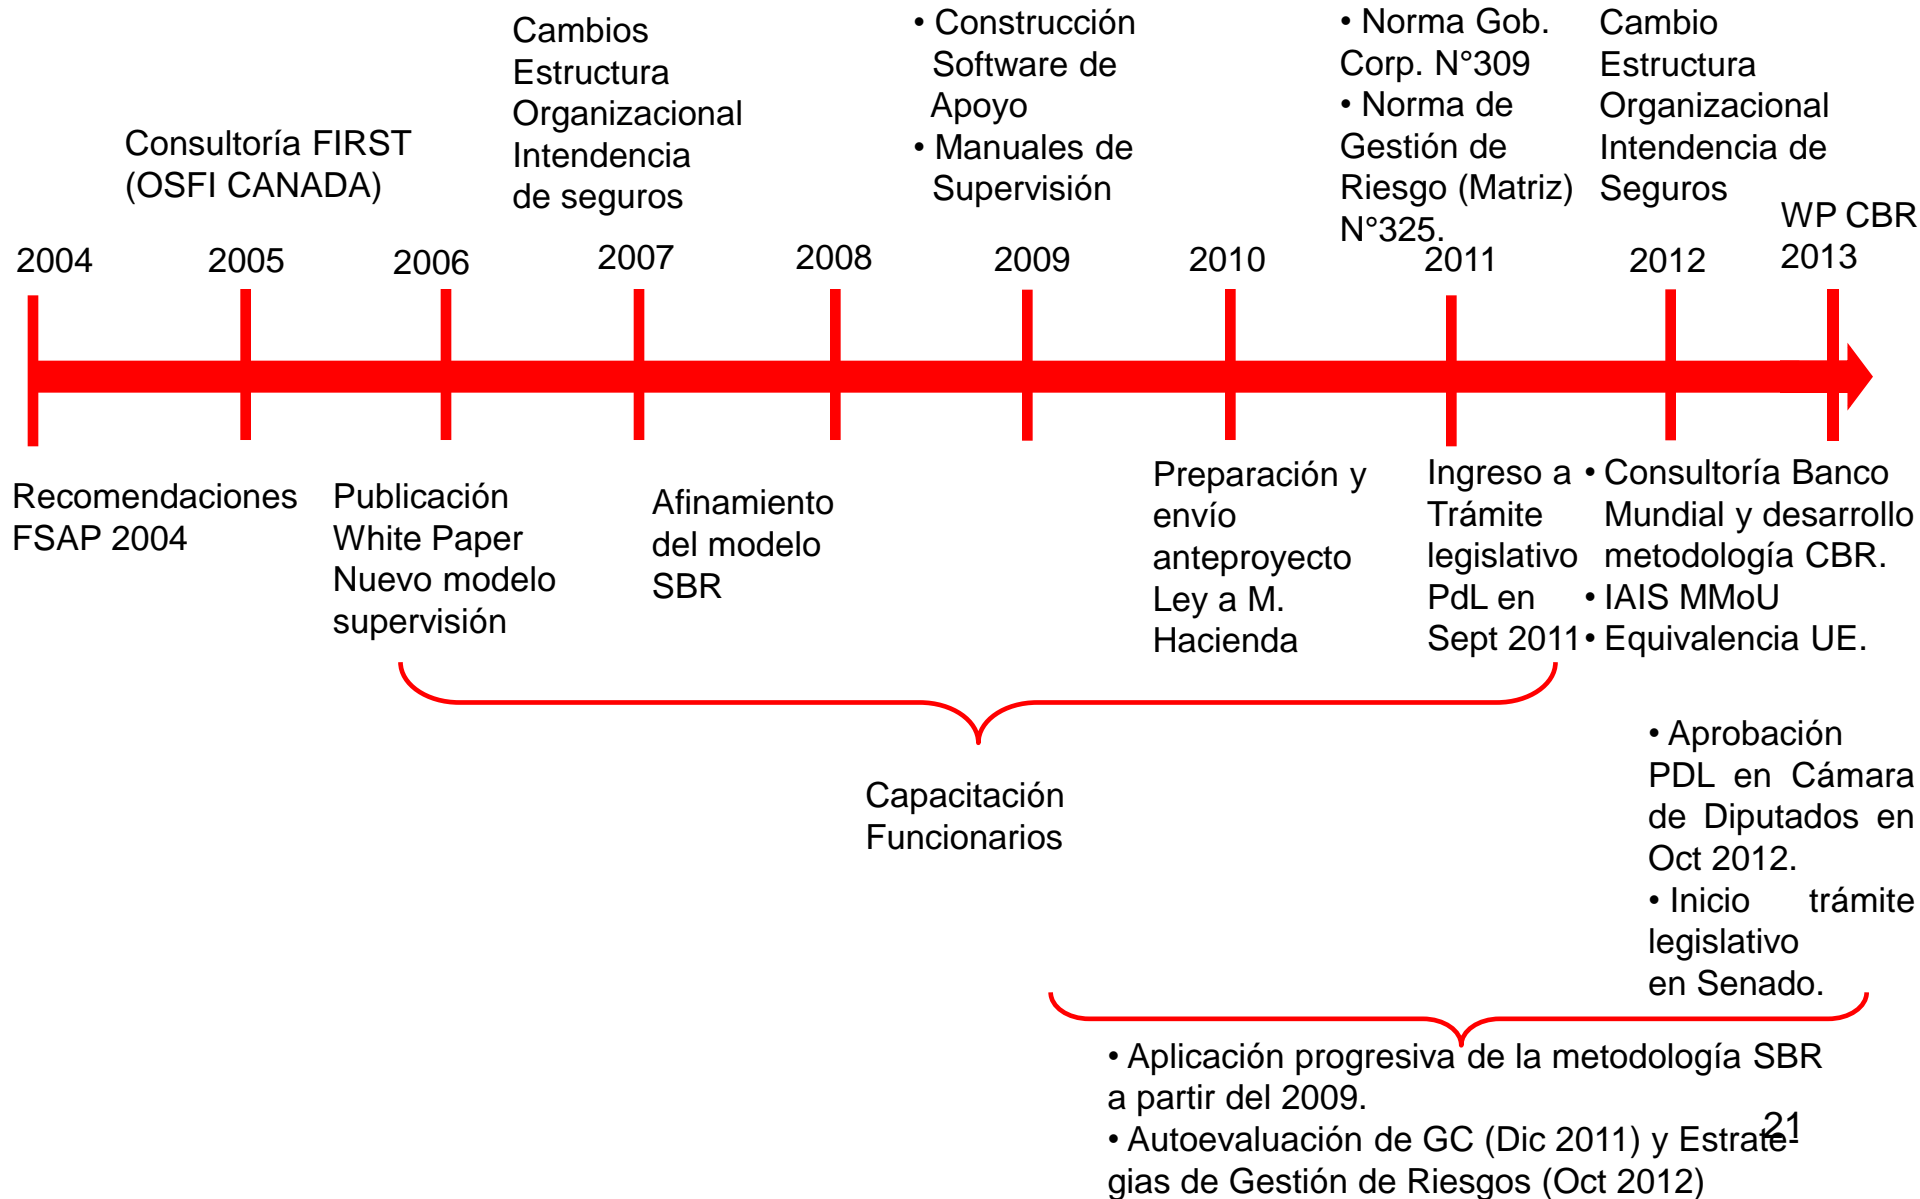 Consultoría FIRST
(OSFI CANADA)
Cambios
Estructura
Organizacional
Intendencia
de seguros
• Construcción
Software de
Apoyo
• Manuales de
Supervisión
• Norma Gob.
Corp. N°309
• Norma de
Gestión de
Riesgo (Matriz)
N°325.
Cambio
Estructura
Organizacional
Intendencia de
Seguros
WP CBR
2004
2005
2006
2007
2008
2009
2010
2011
2012
2013
Recomendaciones
FSAP 2004
Publicación
White Paper
Nuevo modelo
supervisión
Afinamiento
del modelo
SBR
Preparación y
envío
anteproyecto
Ley a M.
Hacienda
Ingreso a
Trámite
legislativo
PdL en
Sept 2011
• Consultoría Banco
Mundial y desarrollo
metodología CBR.
• IAIS MMoU
• Equivalencia UE.
Capacitación
Funcionarios
• Aprobación
PDL en Cámara
de Diputados en
Oct 2012.
• Inicio trámite
legislativo
en Senado.
• Aplicación progresiva de la metodología SBR
a partir del 2009.
• Autoevaluación de GC (Dic 2011) y Estrate-
gias de Gestión de Riesgos (Oct 2012)
21